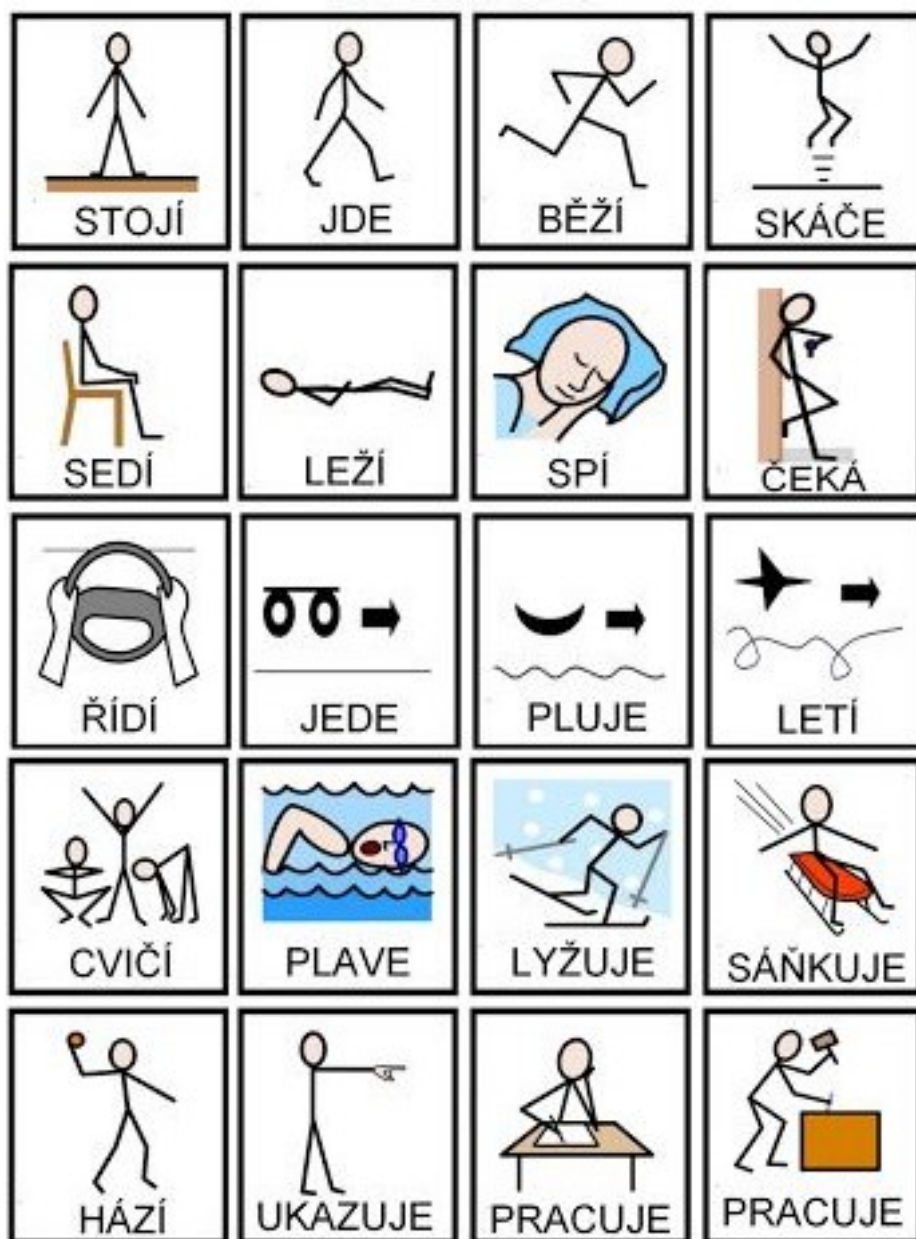 STOJÍ
JDE
BĚŽÍ
SKÁČE
SEDÍ
LEŽÍ
SPÍ
ČEKÁ
ŘÍDÍ
JEDE
PLUJE
LETÍ
CVIČÍ
PLAVE
LYŽUJE
SÁŇKUJE
HÁZÍ
UKAZUJE
PRACUJE
PRACUJE